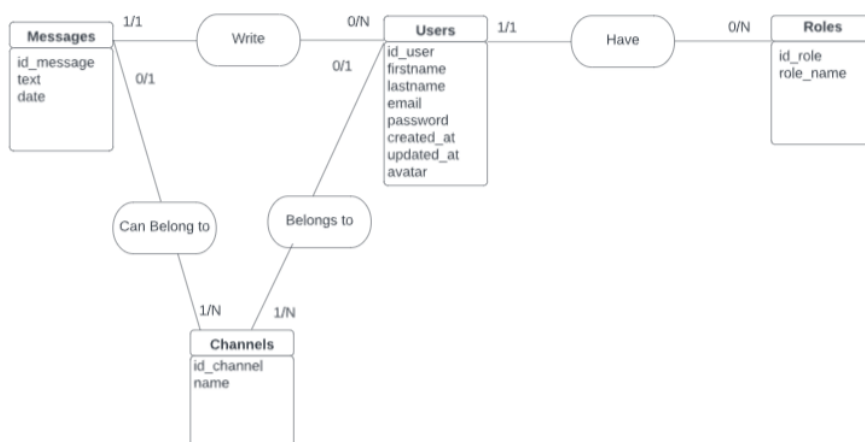 Messages
id_message
text
date
1/1
Write
0/N
Users
id_user
firstname
lastname
email
password
created_at
updated_at
avatar
1/1
Have
0/N
Roles
id_role
role_name
0/1
0/1
Can Belong to
Belongs to
1/N
1/N
Channels
id_channel
name